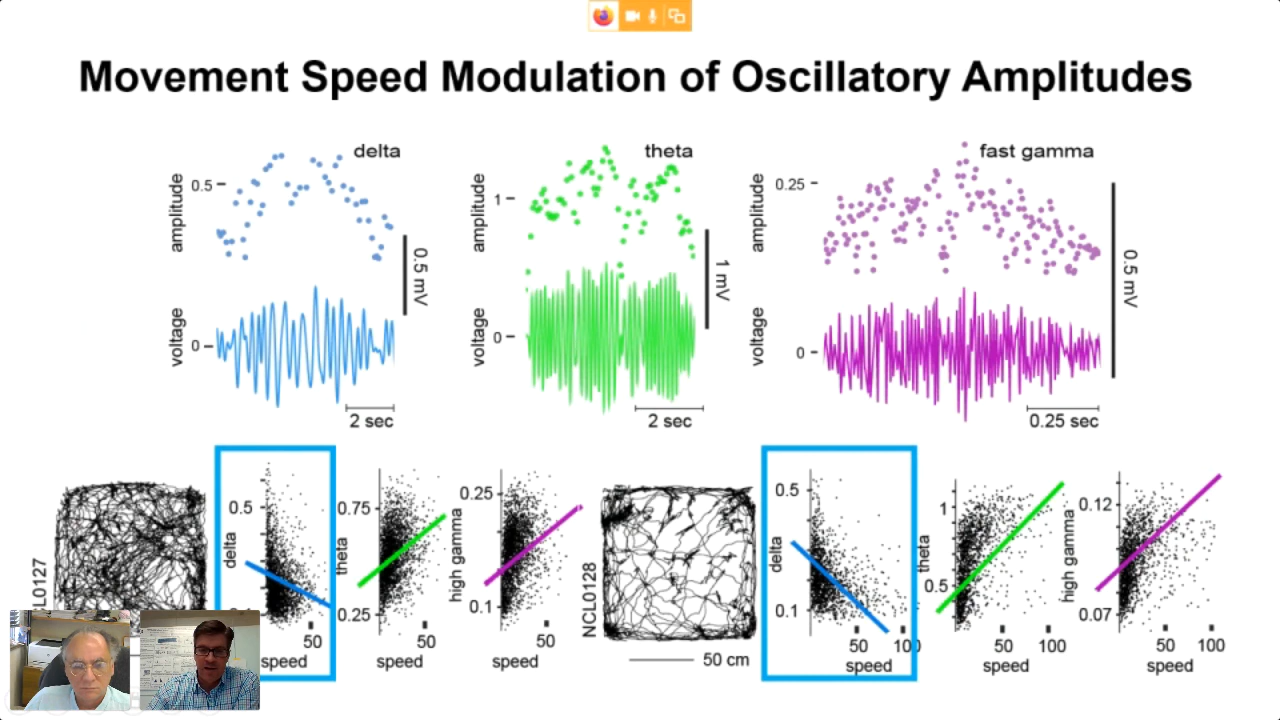 Movement Speed Modulation of Oscillatory Amplitudes
delta
amplitude
0.5
voltage
0
0.5 mV
2 sec
theta
amplitude
1
voltage
0
1 mV
2 sec
fast gamma
amplitude
0.25
voltage
0
0.5 mV
0.25 sec
delta
0.5
50
speed
theta
0.75
0.25
50
speed
high gamma
0.25
0.1
50
speed
NCL0128
50 cm
delta
0.5
0.1
50
100
speed
theta
1
0.5
50
100
speed
high gamma
0.12
0.07
50
100
speed